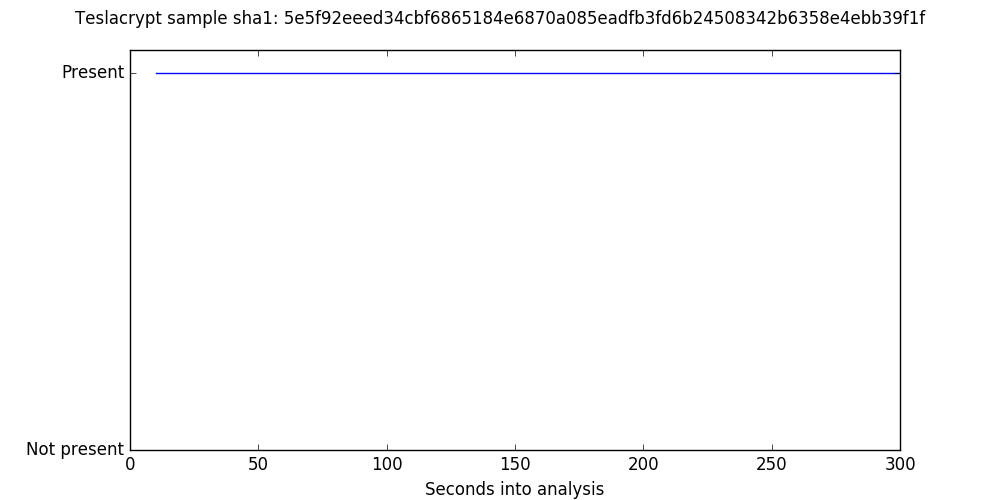 Teslacrypt sample sha1: 5e5f92eeed34cbf6865184e6870a085eadfb3fd6b24508342b6358e4ebb39f1f
Present
Not present
0 50 100 150 200 250 300
Seconds into analysis